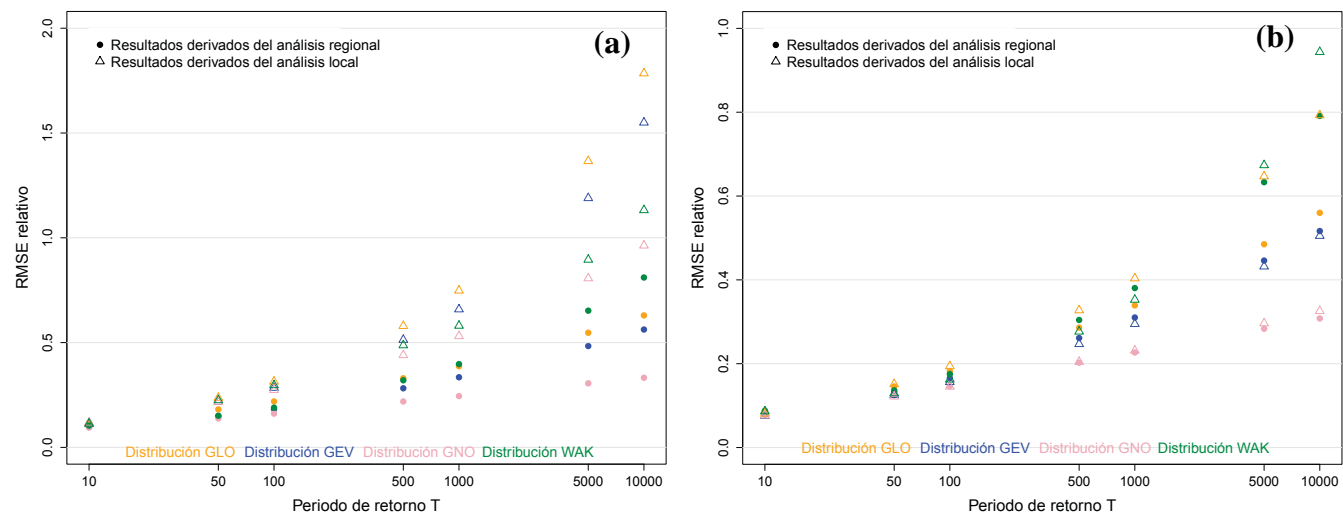 (a)
Resultados derivados del análisis regional
Resultados derivados del análisis local
RMSE relativo
2.0
1.5
1.0
0.5
0.0
Distribución GLO Distribución GEV Distribución GNO Distribución WAK
10 50 100 500 1000 5000 10000
Periodo de retorno T
(b)
Resultados derivados del análisis regional
Resultados derivados del análisis local
RMSE relativo
1.0
0.8
0.6
0.4
0.2
0.0
Distribución GLO Distribución GEV Distribución GNO Distribución WAK
10 50 100 500 1000 5000 10000
Periodo de retorno T